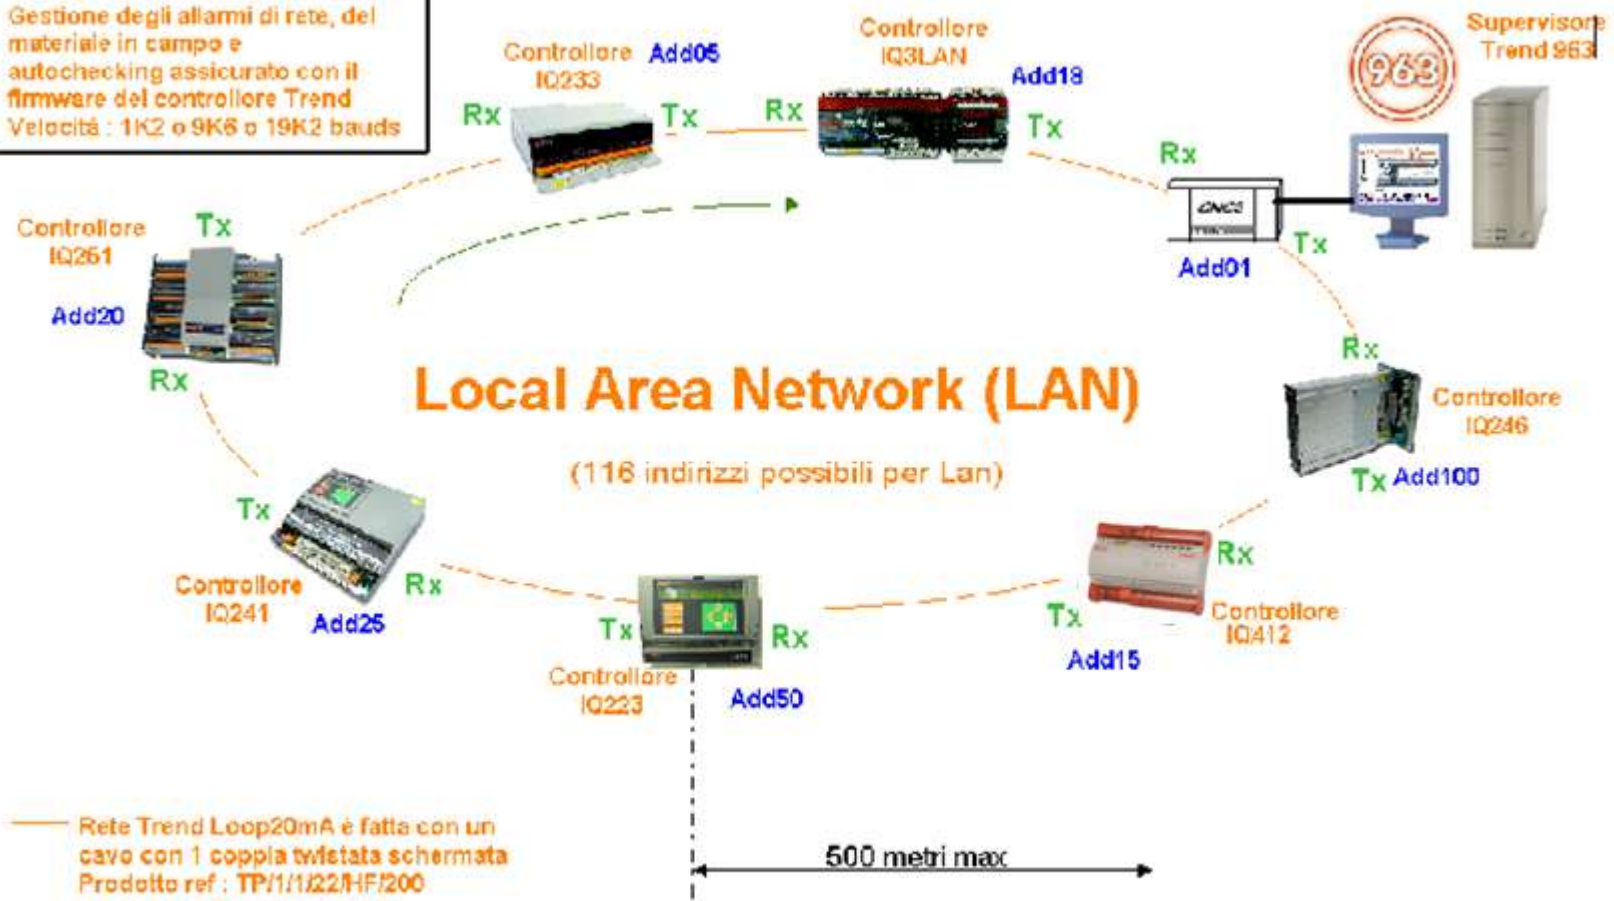 Gestione degli allarmi di rete, del
materiale in campo e
autochecking assicurato con il
firmware del controllore Trend
Velocità : 1K2 o 9K6 o 19K2 bauds
Controllore
IQ233
Add05
Rx
Tx
Controllore
IQ3LAN
Add18
Rx
Tx
963
Supervisore
Trend 963
Rx
CNC2
Tx
Add01
Controllore
IQ251
Tx
Add20
Rx
Local Area Network (LAN)
(116 indirizzi possibili per Lan)
Rx
Controllore
IQ246
Tx
Add100
Tx
Controllore
IQ241
Rx
Add25
Tx
Rx
Controllore
IQ223
Add50
Rx
Tx
Controllore
IQ412
Add15
Rete Trend Loop20mA è fatta con un
cavo con 1 coppia twistata schermata
Prodotto ref : TP/1/1/22/HF/200
500 metri max